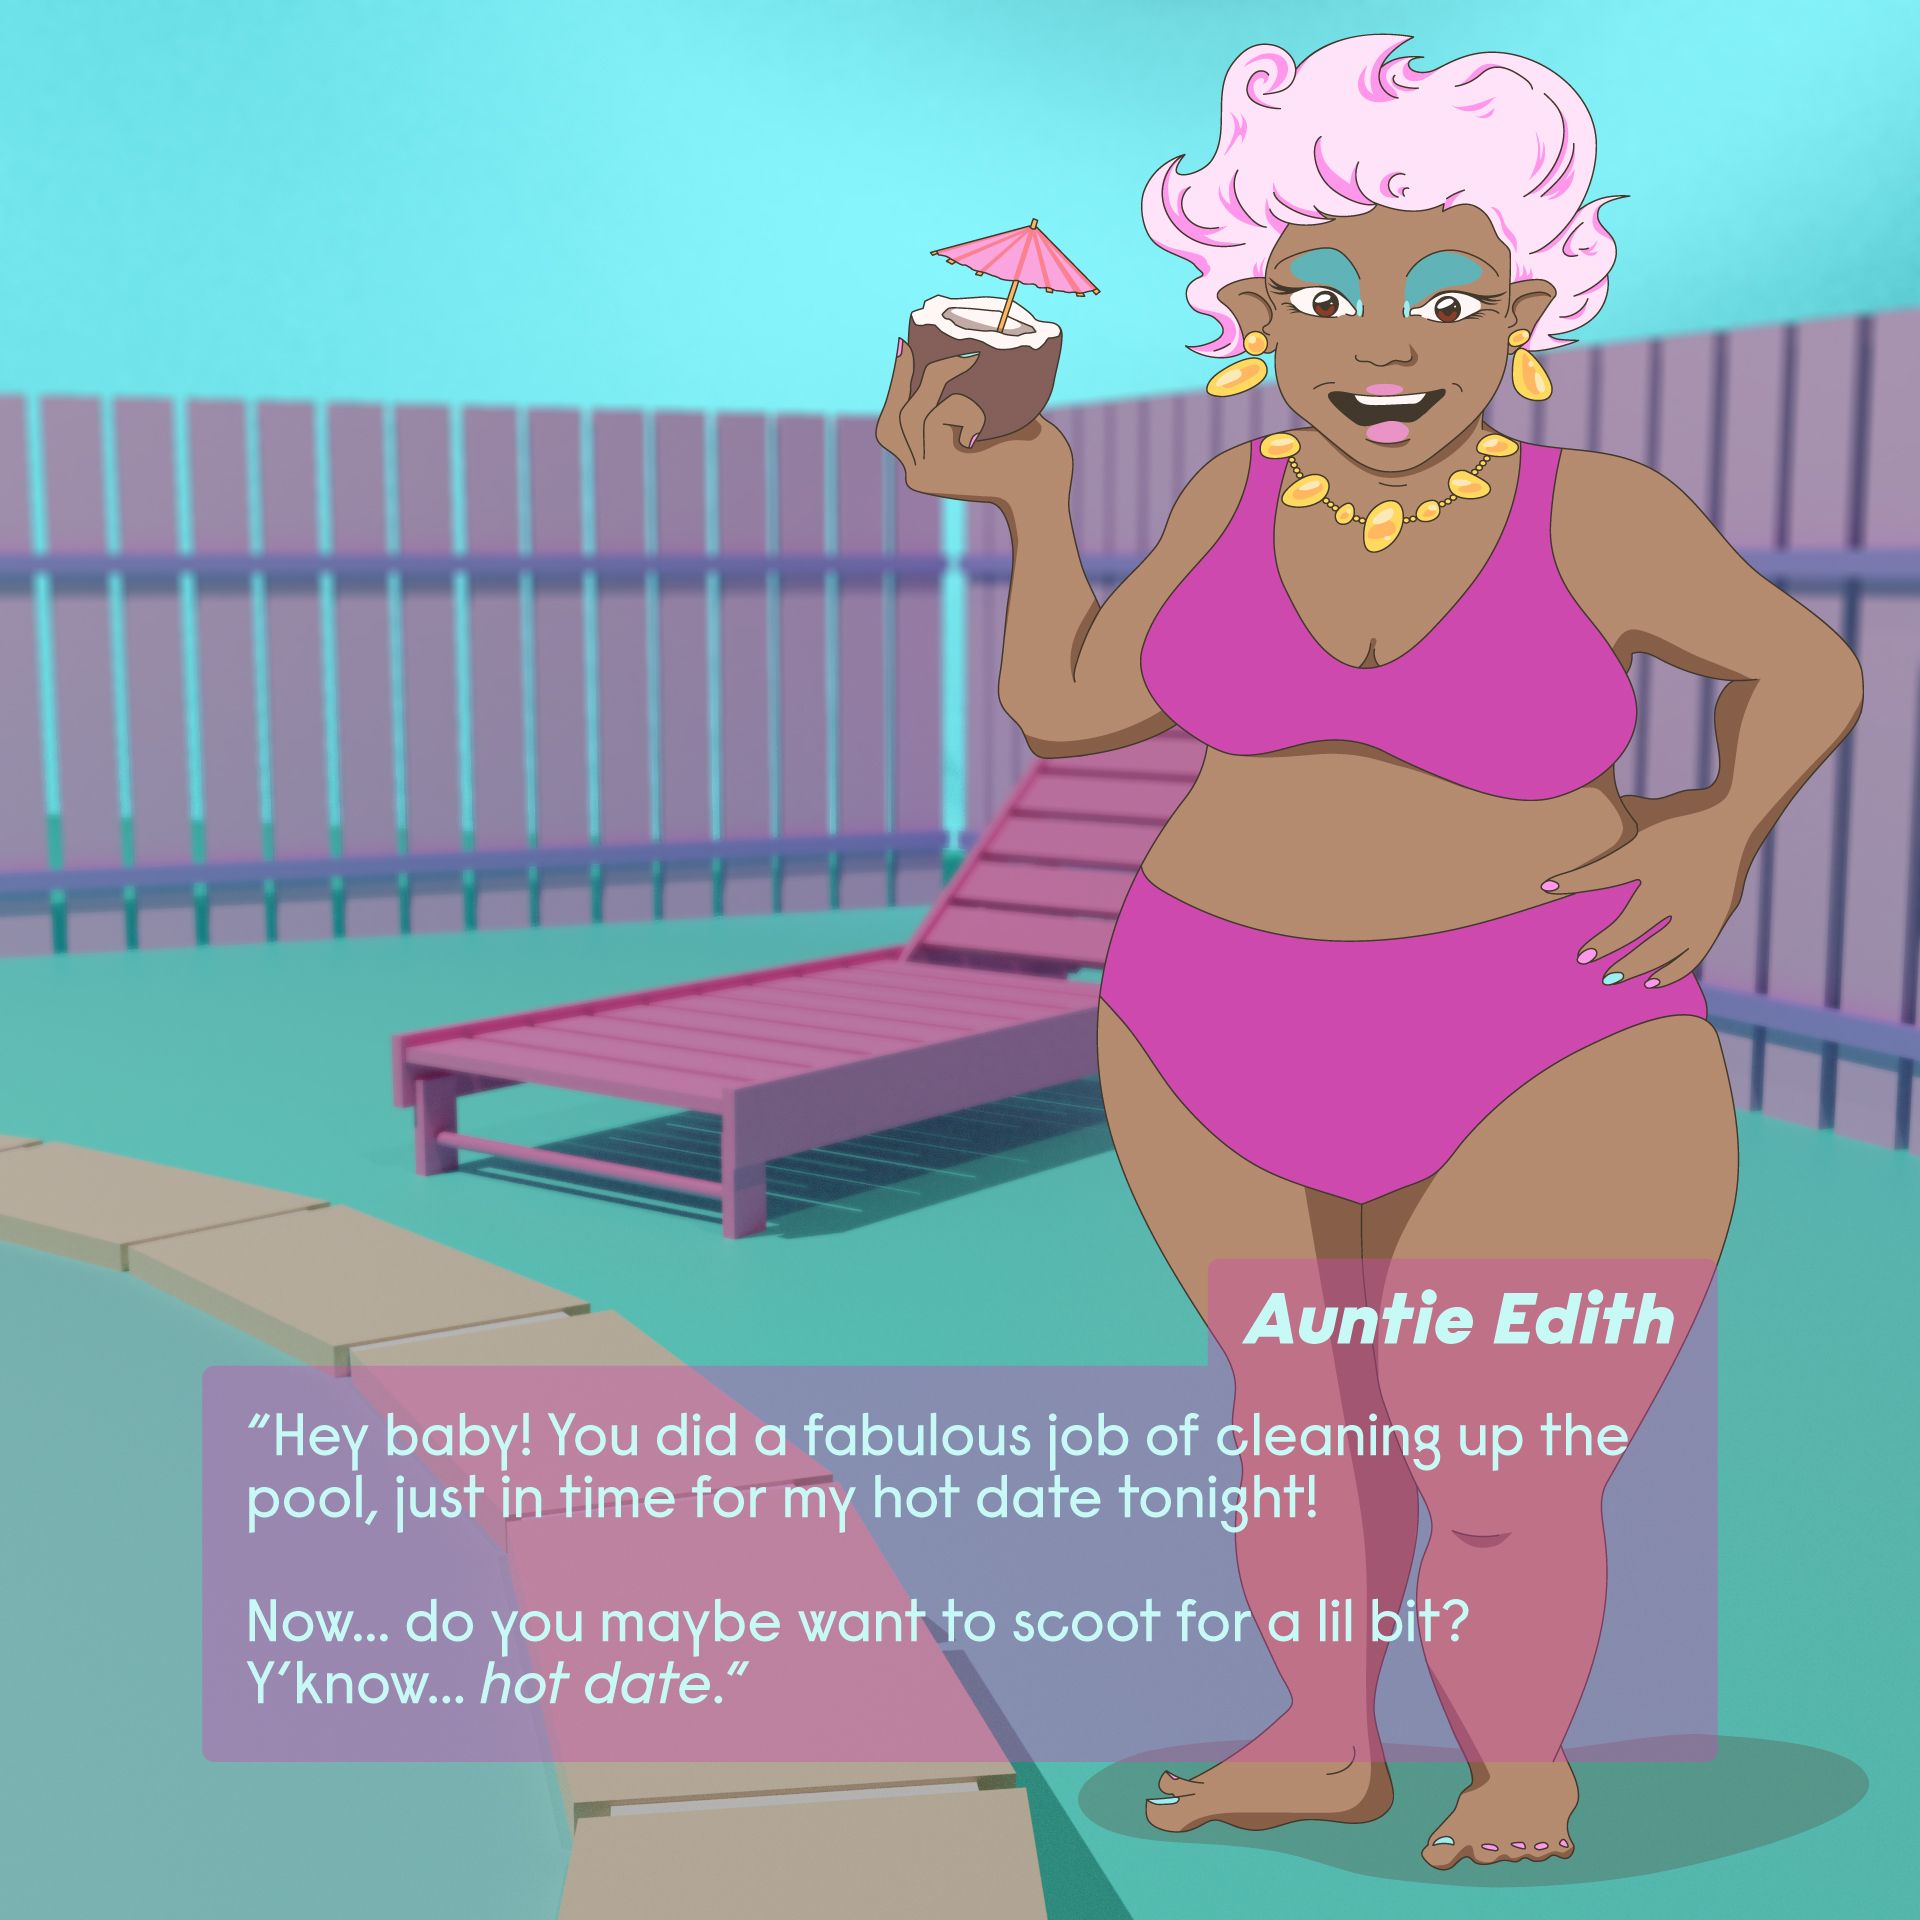 Auntie Edith
“Hey baby! You did a fabulous job of cleaning up the
pool, just in time for my hot date tonight!
Now... do you maybe want to scoot for a lil bit?
Y’know... hot date.”